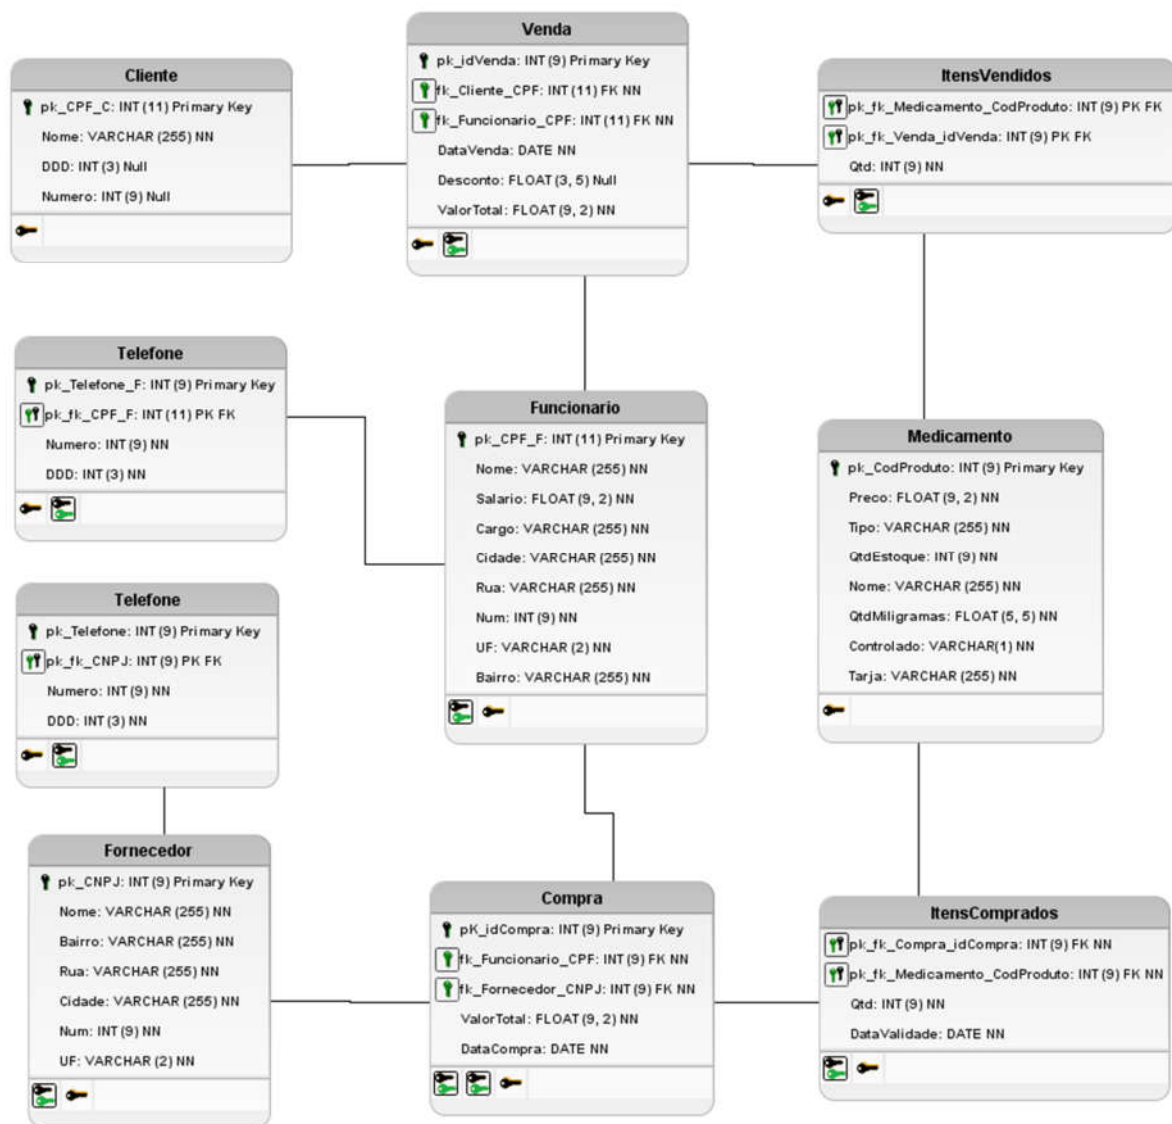 Cliente
pk_CPF_C: INT (11) Primary Key
Nome: VARCHAR (255) NN
DDD: INT (3) Null
Numero: INT (9) Null
Venda
pk_idVenda: INT (9) Primary Key
fk_Cliente_CPF: INT (11) FK NN
fk_Funcionario_CPF: INT (11) FK NN
DataVenda: DATE NN
Desconto: FLOAT (3, 5) Null
ValorTotal: FLOAT (9, 2) NN
ItensVendidos
pk_fk_Medicamento_CodProduto: INT (9) PK FK
pk_fk_Venda_idVenda: INT (9) PK FK
Qtd: INT (9) NN
Telefone
pk_Telefone_F: INT (9) Primary Key
pk_fk_CPF_F: INT (11) PK FK
Numero: INT (9) NN
DDD: INT (3) NN
Funcionario
pk_CPF_F: INT (11) Primary Key
Nome: VARCHAR (255) NN
Salario: FLOAT (9, 2) NN
Cargo: VARCHAR (255) NN
Cidade: VARCHAR (255) NN
Rua: VARCHAR (255) NN
Num: INT (9) NN
UF: VARCHAR (2) NN
Bairro: VARCHAR (255) NN
Medicamento
pk_CodProduto: INT (9) Primary Key
Preco: FLOAT (9, 2) NN
Tipo: VARCHAR (255) NN
QtdEstoque: INT (9) NN
Nome: VARCHAR (255) NN
QtdMiligramas: FLOAT (5, 5) NN
Controlado: VARCHAR(1) NN
Tarja: VARCHAR (255) NN
Telefone
pk_Telefone: INT (9) Primary Key
pk_fk_CNPJ: INT (9) PK FK
Numero: INT (9) NN
DDD: INT (3) NN
Fornecedor
pk_CNPJ: INT (9) Primary Key
Nome: VARCHAR (255) NN
Bairro: VARCHAR (255) NN
Rua: VARCHAR (255) NN
Cidade: VARCHAR (255) NN
Num: INT (9) NN
UF: VARCHAR (2) NN
Compra
pK_idCompra: INT (9) Primary Key
fk_Funcionario_CPF: INT (9) FK NN
fk_Fornecedor_CNPJ: INT (9) FK NN
ValorTotal: FLOAT (9, 2) NN
DataCompra: DATE NN
ItensComprados
pk_fk_Compra_idCompra: INT (9) FK NN
pk_fk_Medicamento_CodProduto: INT (9) FK NN
Qtd: INT (9) NN
DataValidade: DATE NN